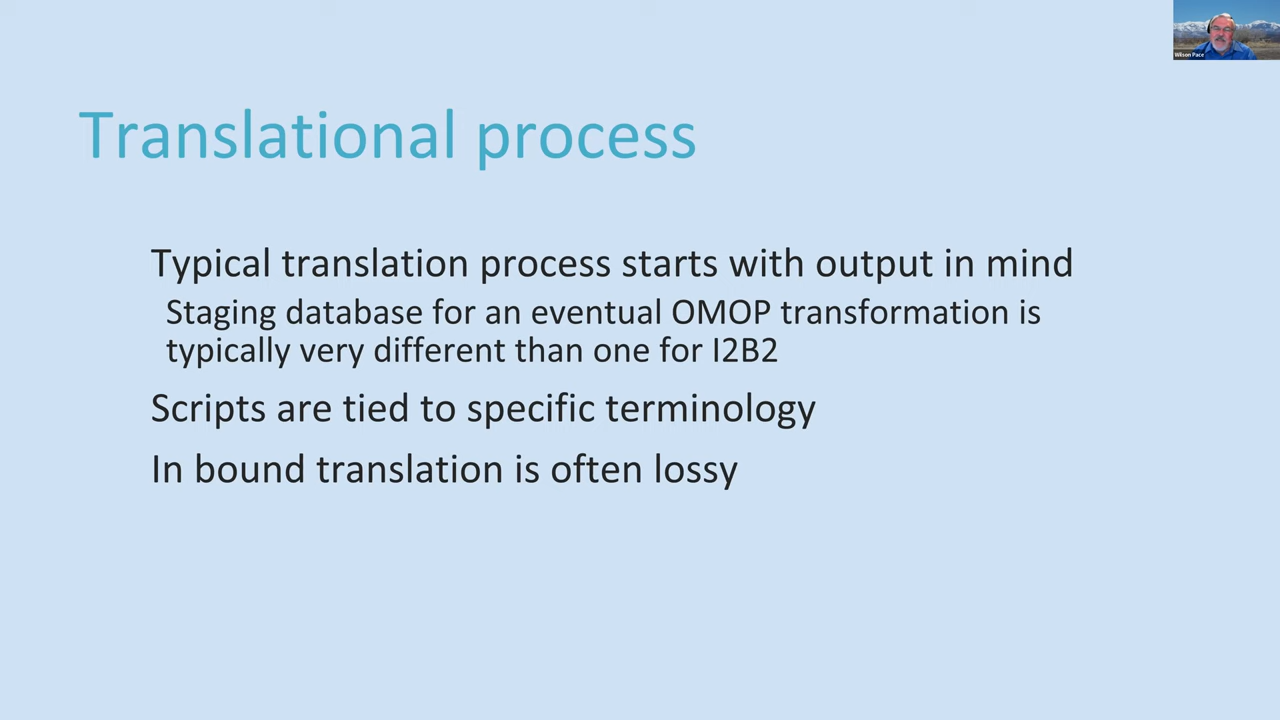 Wilson Pace
Translational process
Typical translation process starts with output in mind
Staging database for an eventual OMOP transformation is
typically very different than one for I2B2
Scripts are tied to specific terminology
In bound translation is often lossy